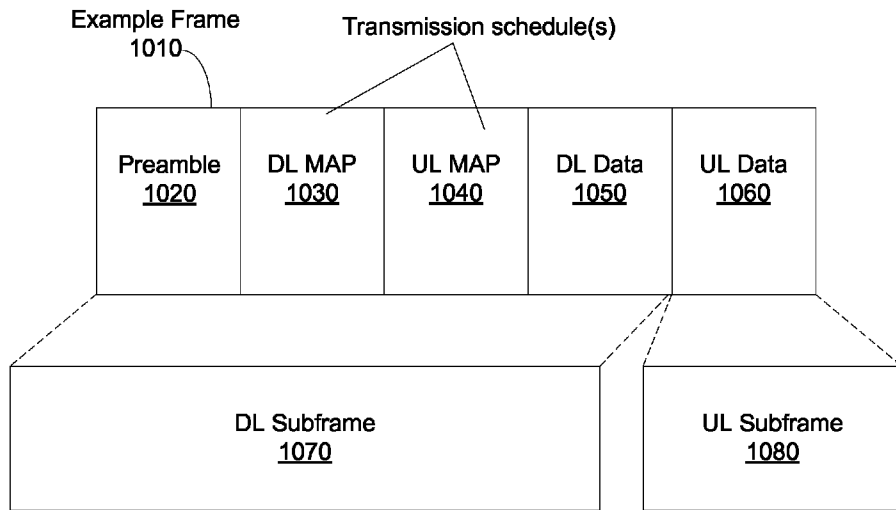 Example Frame
1010
Transmission schedule(s)
Preamble
1020
DL MAP
1030
UL MAP
1040
DL Data
1050
UL Data
1060
DL Subframe
1070
UL Subframe
1080